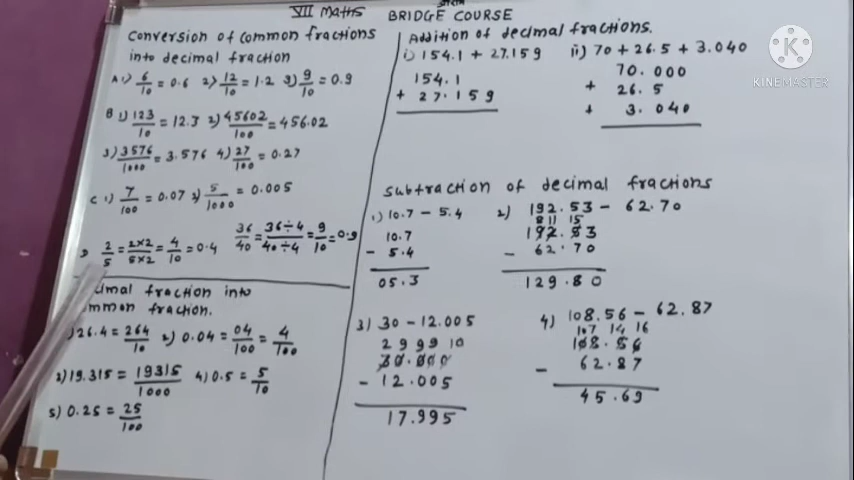 VII Maths BRIDGE COURSE
Conversion of Common fractions
into decimal fraction
A 1) 6/10 = 0.6 2) 12/10 = 1.2 3) 9/10 = 0.9
B 1) 123/10 = 12.3 2) 45602/100 = 456.02
3) 3576/1000 = 3.576 4) 27/100 = 0.27
C 1) 7/100 = 0.07 2) 5/1000 = 0.005
2/5 = 2×2/5×2 = 4/10 = 0.4 36/40 = 36÷4/40÷4 = 9/10 = 0.9
imal fraction into
mmon fraction.
) 26.4 = 264/10 2) 0.04 = 04/100 = 4/100
3) 19.315 = 19315/1000 4) 0.5 = 5/10
5) 0.25 = 25/100
Addition of decimal fractions.
i) 154.1 + 27.159 ii) 70 + 26.5 + 3.040
154.1
+ 27.159
70.000
+ 26.5
+ 3.040
Subtraction of decimal fractions
1) 10.7 - 5.4
10.7
- 5.4
05.3
2) 192.53 - 62.70
8 11 15
192.53
- 62.70
129.80
3) 30 - 12.005
2 9 9 9 10
30.000
- 12.005
17.995
4) 108.56 - 62.87
107 14 16
108.56
- 62.87
45.69
KINEMASTER